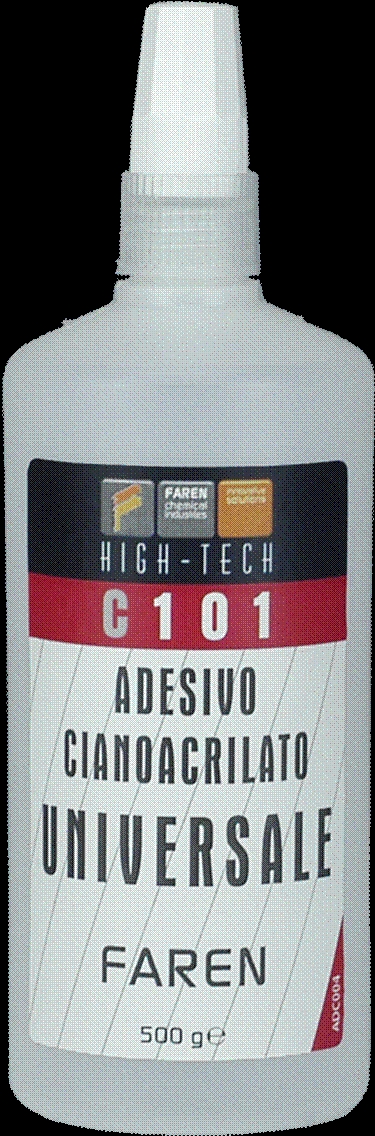 FAREN
chemical
industries
innovative
solutions
HIGH-TECH
C101
ADESIVO
CIANOACRILATO
UNIVERSALE
FAREN
500 g℮
ADC004